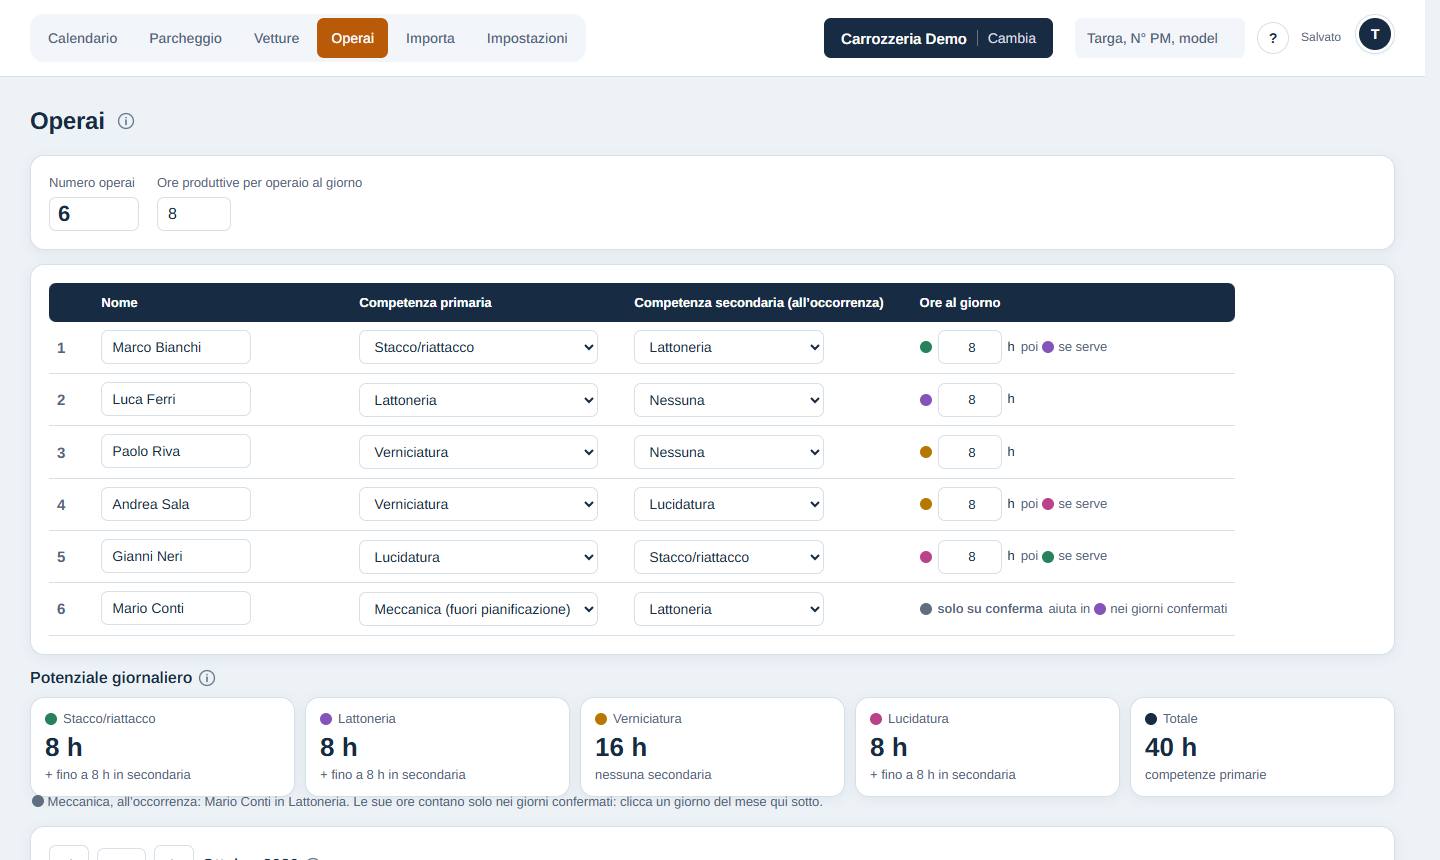 Calendario Parcheggio Vetture Operai Importa Impostazioni Carrozzeria Demo Cambia Targa, N° PM, model ? Salvato T
Operai
Numero operai Ore produttive per operaio al giorno
6 8
Nome Competenza primaria Competenza secondaria (all'occorrenza) Ore al giorno
1 Marco Bianchi Stacco/riattacco Lattoneria 8 h poi se serve
2 Luca Ferri Lattoneria Nessuna 8 h
3 Paolo Riva Verniciatura Nessuna 8 h
4 Andrea Sala Verniciatura Lucidatura 8 h poi se serve
5 Gianni Neri Lucidatura Stacco/riattacco 8 h poi se serve
6 Mario Conti Meccanica (fuori pianificazione) Lattoneria solo su conferma aiuta in nei giorni confermati
Potenziale giornaliero
Stacco/riattacco Lattoneria Verniciatura Lucidatura Totale
8 h 8 h 16 h 8 h 40 h
+ fino a 8 h in secondaria + fino a 8 h in secondaria nessuna secondaria + fino a 8 h in secondaria competenze primarie
Meccanica, all'occorrenza: Mario Conti in Lattoneria. Le sue ore contano solo nei giorni confermati: clicca un giorno del mese qui sotto.